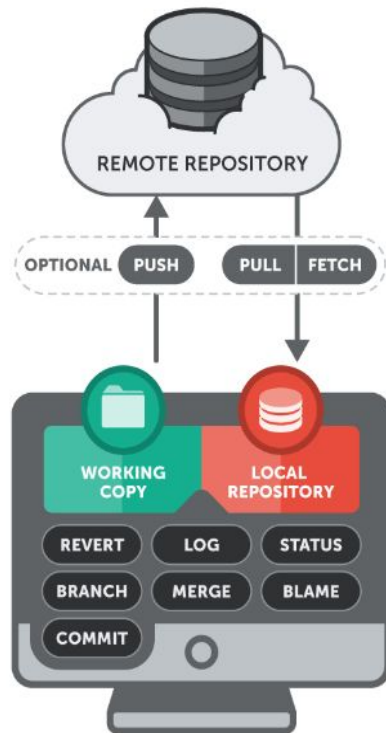 REMOTE REPOSITORY
OPTIONAL PUSH PULL FETCH
WORKING COPY
LOCAL REPOSITORY
REVERT LOG STATUS
BRANCH MERGE BLAME
COMMIT